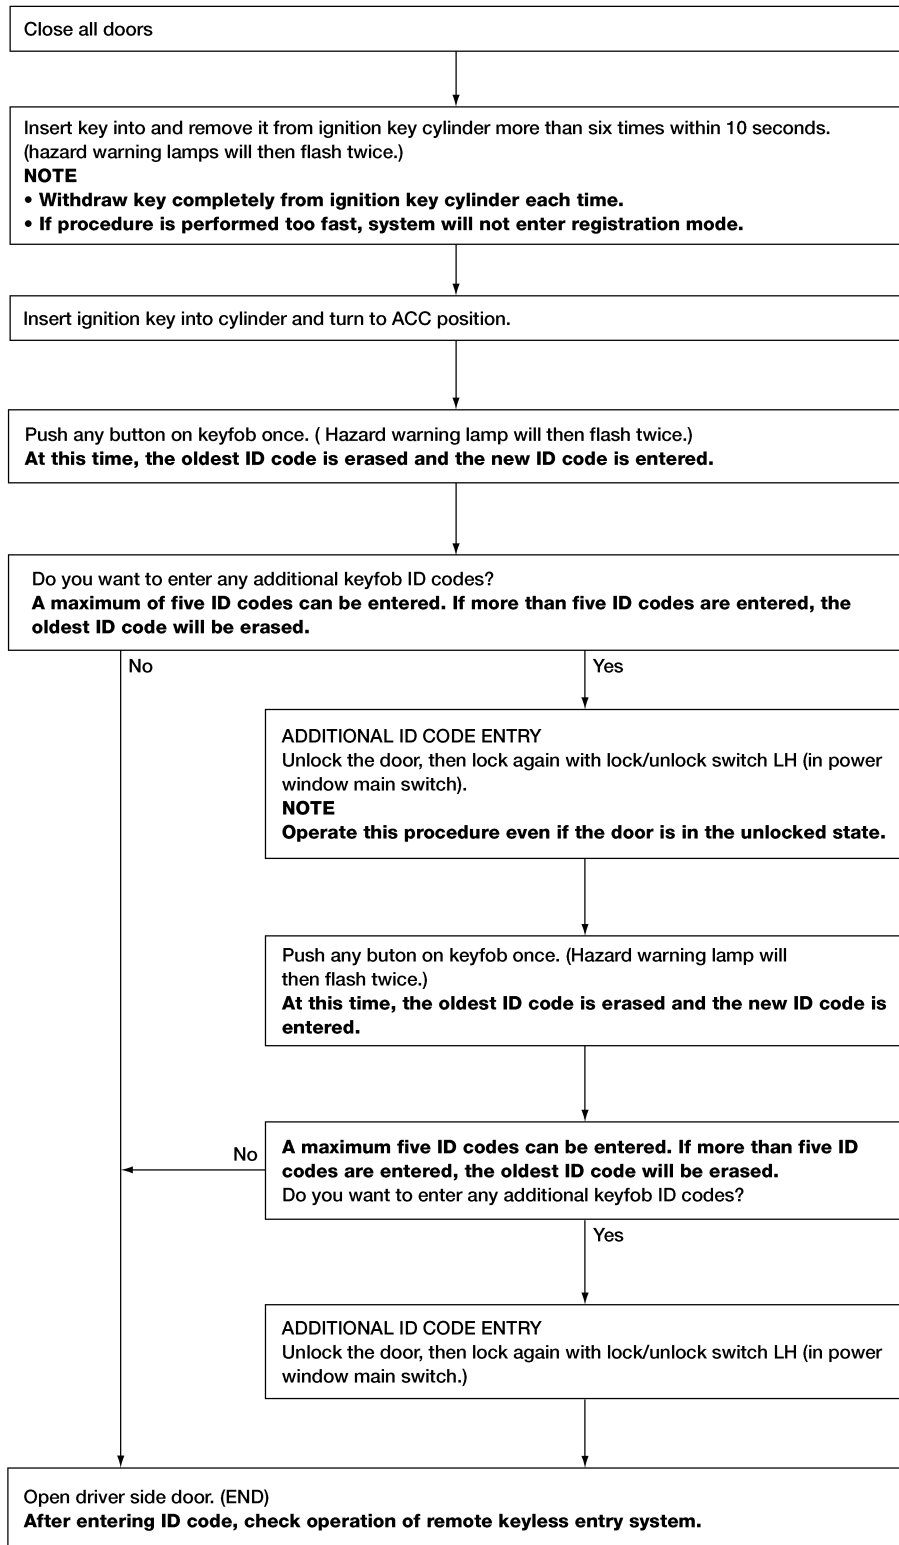 Close all doors
Insert key into and remove it from ignition key cylinder more than six times within 10 seconds.
(hazard warning lamps will then flash twice.)
NOTE
• Withdraw key completely from ignition key cylinder each time.
• If procedure is performed too fast, system will not enter registration mode.
Insert ignition key into cylinder and turn to ACC position.
Push any button on keyfob once. ( Hazard warning lamp will then flash twice.)
At this time, the oldest ID code is erased and the new ID code is entered.
Do you want to enter any additional keyfob ID codes?
A maximum of five ID codes can be entered. If more than five ID codes are entered, the
oldest ID code will be erased.
No
Yes
ADDITIONAL ID CODE ENTRY
Unlock the door, then lock again with lock/unlock switch LH (in power
window main switch).
NOTE
Operate this procedure even if the door is in the unlocked state.
Push any buton on keyfob once. (Hazard warning lamp will
then flash twice.)
At this time, the oldest ID code is erased and the new ID code is
entered.
No
A maximum five ID codes can be entered. If more than five ID
codes are entered, the oldest ID code will be erased.
Do you want to enter any additional keyfob ID codes?
Yes
ADDITIONAL ID CODE ENTRY
Unlock the door, then lock again with lock/unlock switch LH (in power
window main switch.)
Open driver side door. (END)
After entering ID code, check operation of remote keyless entry system.